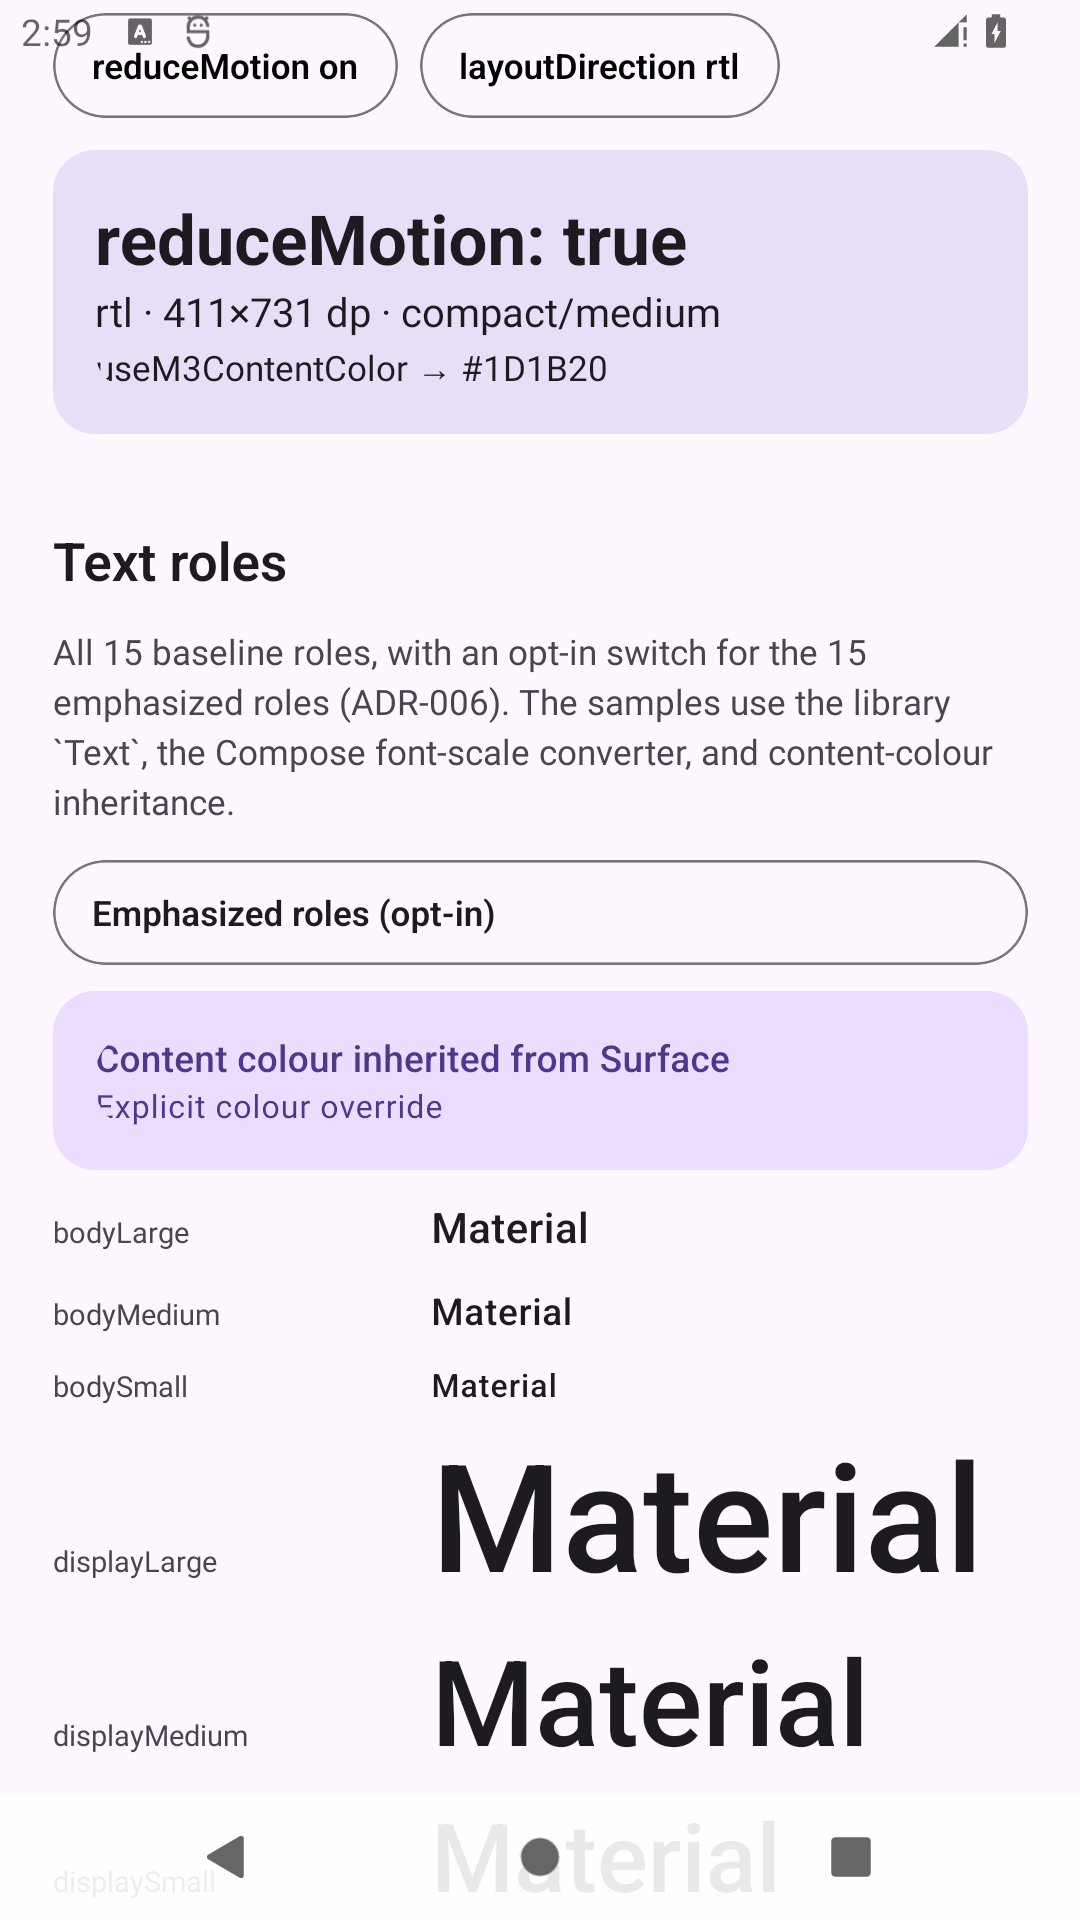 2:59
reduceMotion on
layoutDirection rtl
reduceMotion: true
rtl · 411×731 dp · compact/medium
useM3ContentColor → #1D1B20
Text roles
All 15 baseline roles, with an opt-in switch for the 15
emphasized roles (ADR-006). The samples use the library
`Text`, the Compose font-scale converter, and content-colour
inheritance.
Emphasized roles (opt-in)
Content colour inherited from Surface
Explicit colour override
bodyLarge Material
bodyMedium Material
bodySmall Material
displayLarge Material
displayMedium Material
displaySmall Material